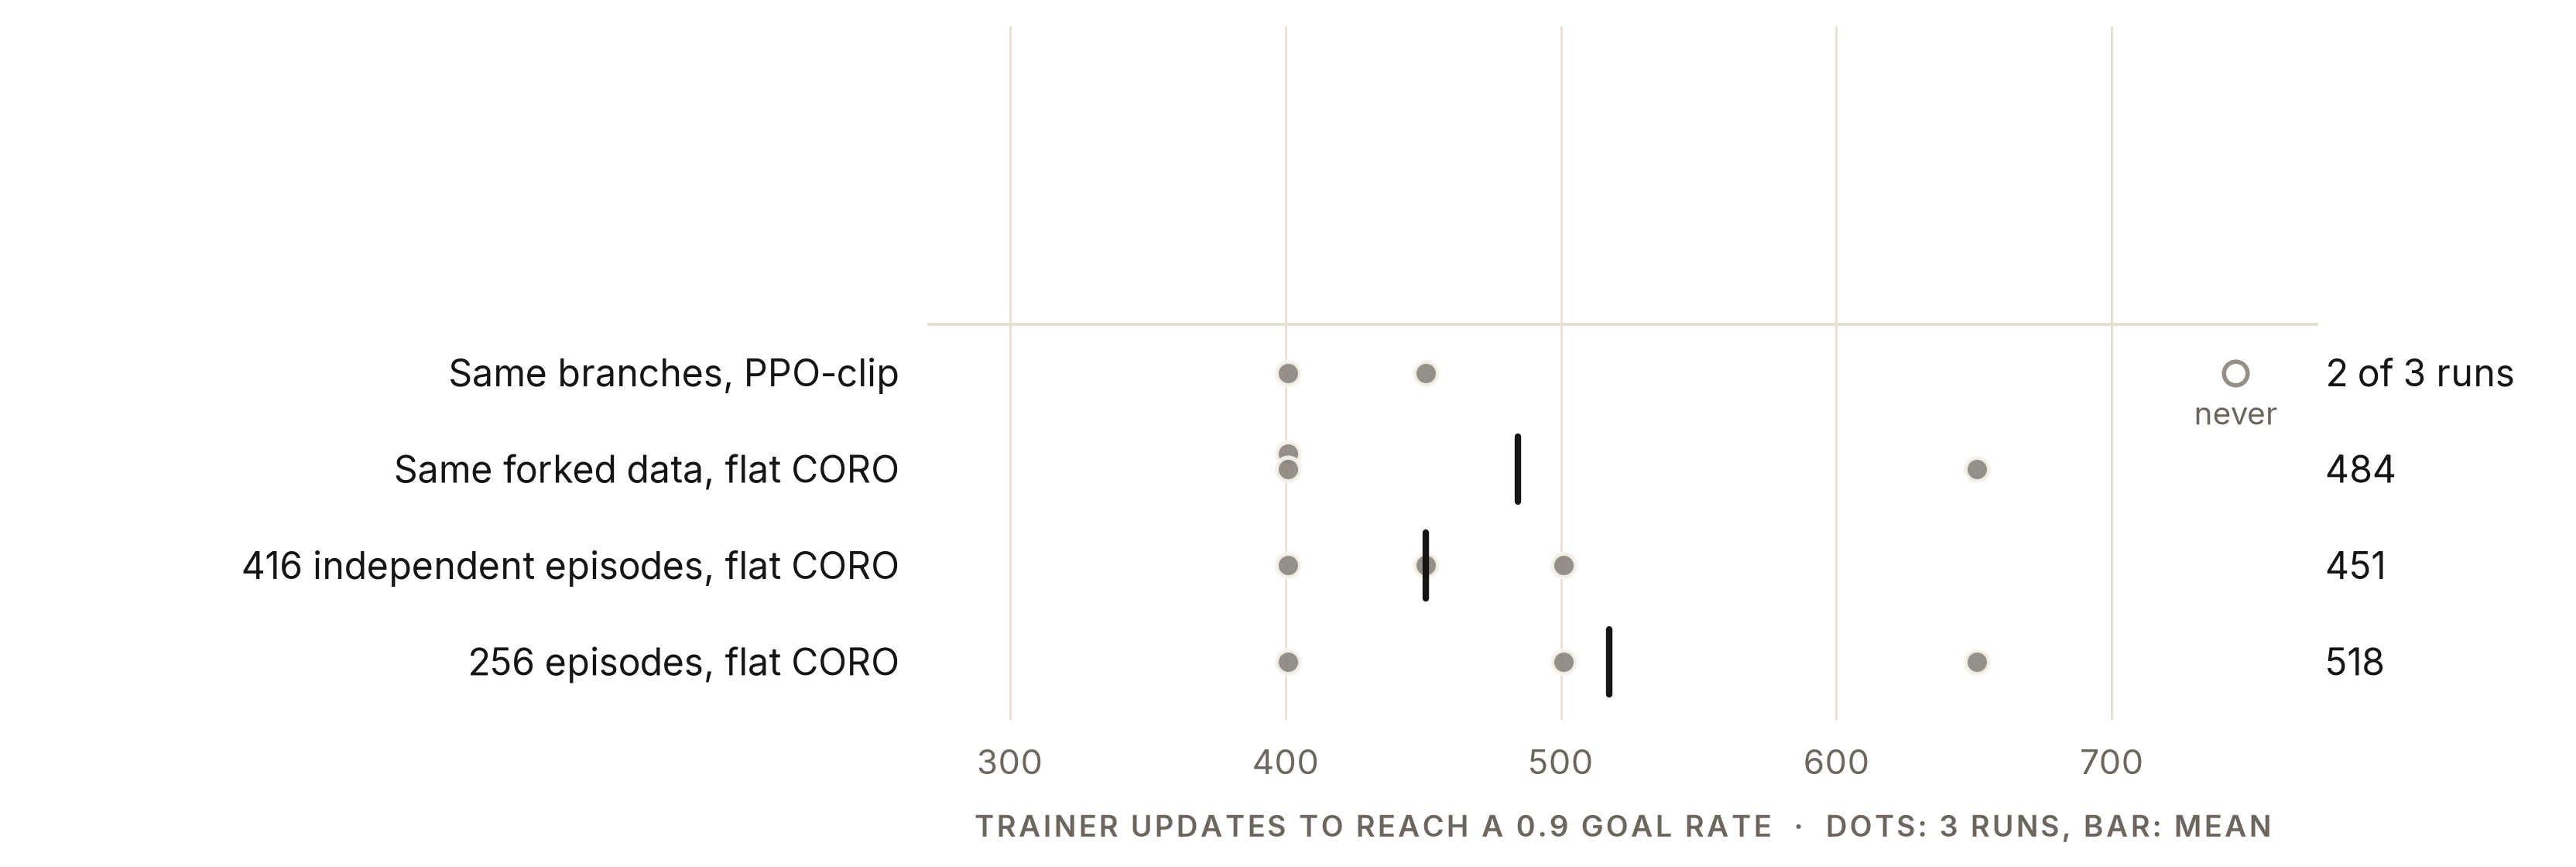 Same branches, PPO-clip 2 of 3 runs
never
Same forked data, flat CORO 484
416 independent episodes, flat CORO 451
256 episodes, flat CORO 518
300 400 500 600 700
TRAINER UPDATES TO REACH A 0.9 GOAL RATE · DOTS: 3 RUNS, BAR: MEAN